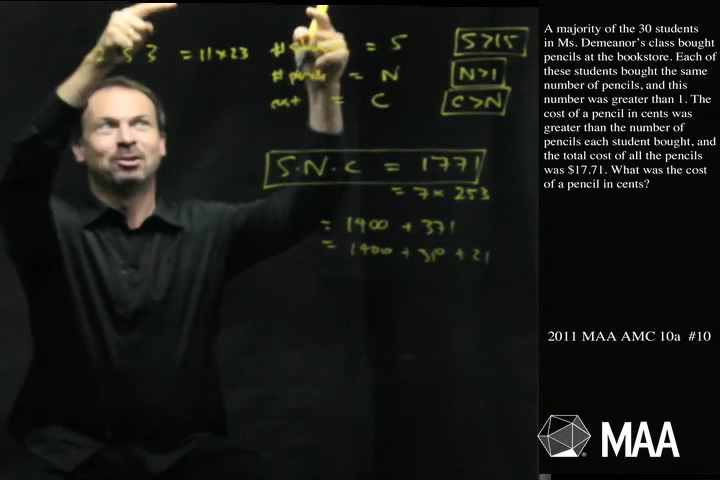 253 = 11 × 23
# = S
S > 15
# pencils = N
N > 1
cost = C
C > N
S · N · C = 1771
= 7 × 253
= 1400 + 371
= 1400 + 350 + 21
A majority of the 30 students
in Ms. Demeanor's class bought
pencils at the bookstore. Each of
these students bought the same
number of pencils, and this
number was greater than 1. The
cost of a pencil in cents was
greater than the number of
pencils each student bought, and
the total cost of all the pencils
was $17.71. What was the cost
of a pencil in cents?
2011 MAA AMC 10a #10
MAA